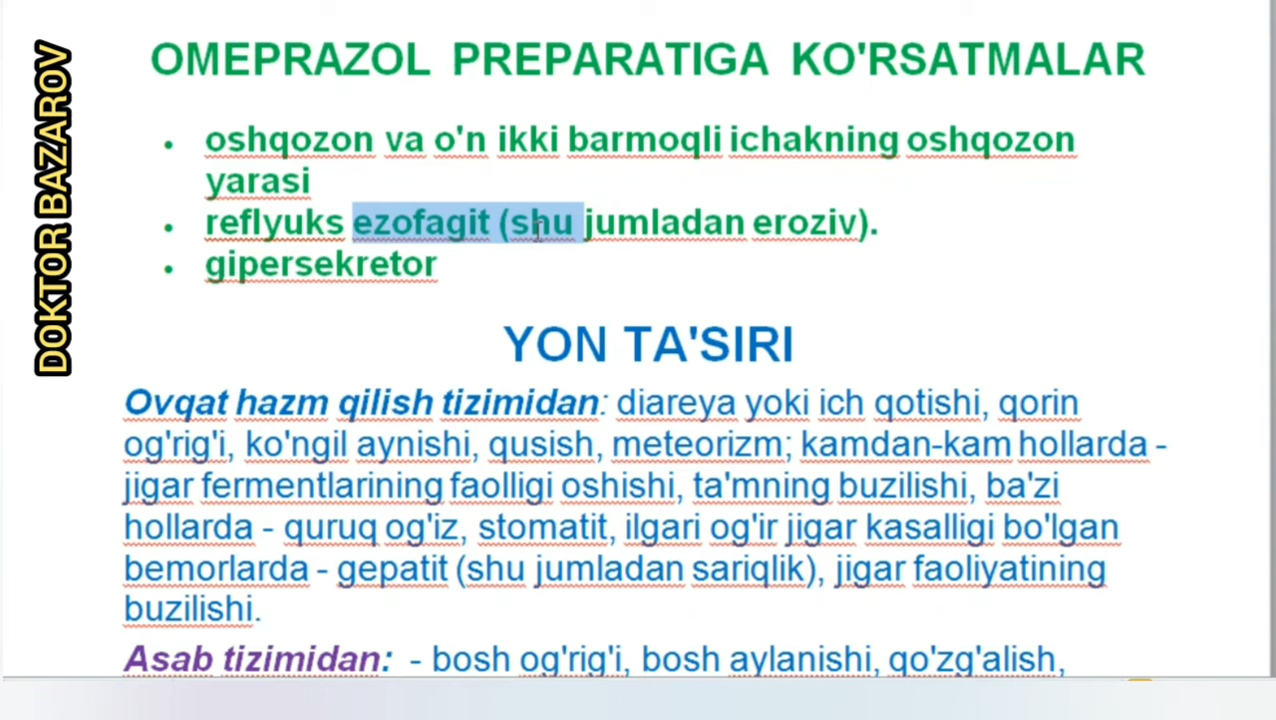 DOKTOR BAZAROV
OMEPRAZOL PREPARATIGA KO'RSATMALAR
• oshqozon va o'n ikki barmoqli ichakning oshqozon
yarasi
• reflyuks ezofagit (shu jumladan eroziv).
• gipersekretor
YON TA'SIRI
Ovqat hazm qilish tizimidan: diareya yoki ich qotishi, qorin
og'rig'i, ko'ngil aynishi, qusish, meteorizm; kamdan-kam hollarda -
jigar fermentlarining faolligi oshishi, ta'mning buzilishi, ba'zi
hollarda - quruq og'iz, stomatit, ilgari og'ir jigar kasalligi bo'lgan
bemorlarda - gepatit (shu jumladan sariqlik), jigar faoliyatining
buzilishi.
Asab tizimidan: - bosh og'rig'i, bosh aylanishi, qo'zg'alish,